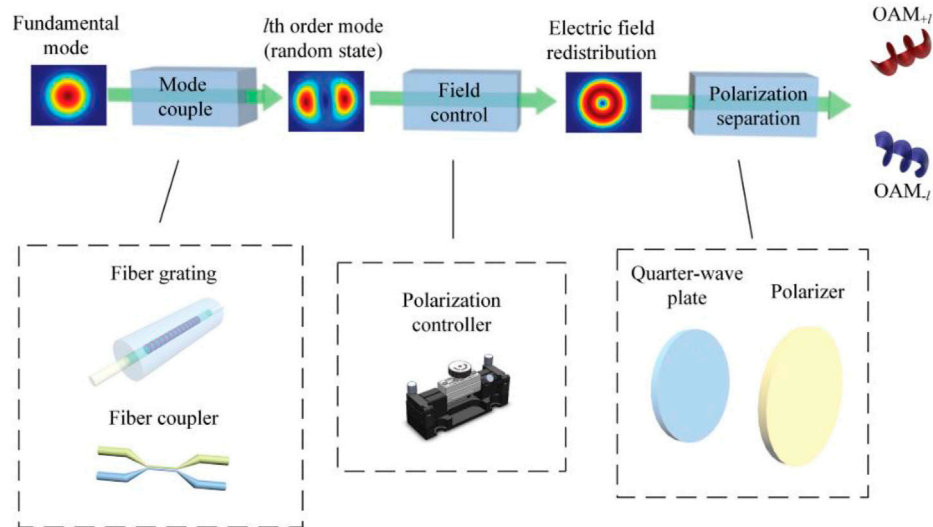 Fundamental
mode
lth order mode
(random state)
Electric field
redistribution
OAM+l
Mode
couple
Field
control
Polarization
separation
OAM-l
Fiber grating
Fiber coupler
Polarization
controller
Quarter-wave
plate
Polarizer